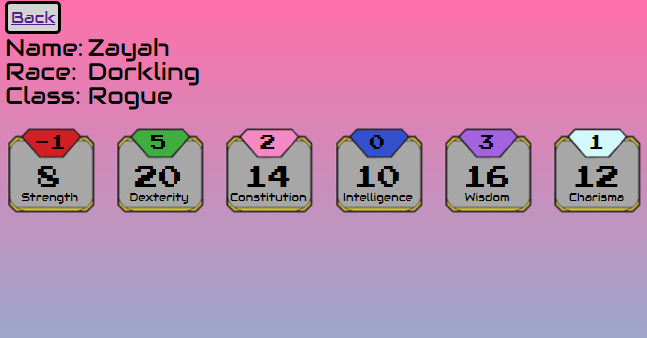 Back
Name: Zayah
Race: Dorkling
Class: Rogue
-1 5 2 0 3 1
8 20 14 10 16 12
Strength Dexterity Constitution Intelligence Wisdom Charisma